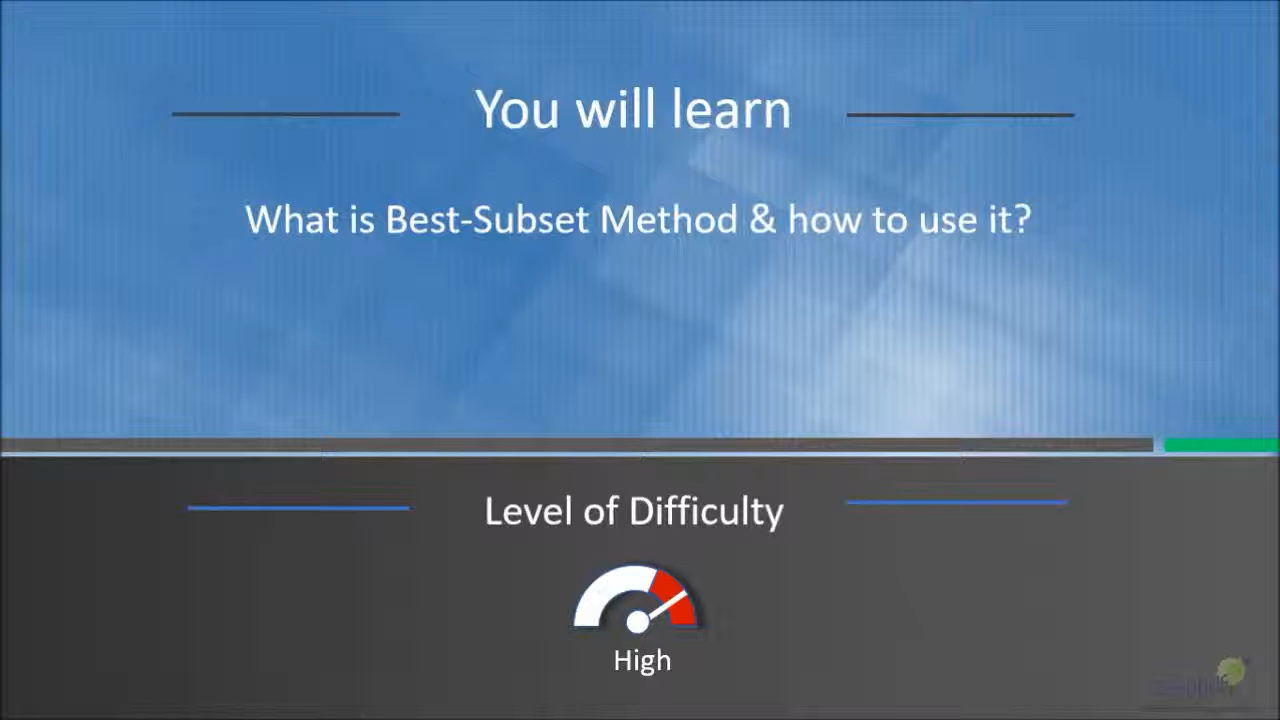 You will learn
What is Best-Subset Method & how to use it?
Level of Difficulty
High